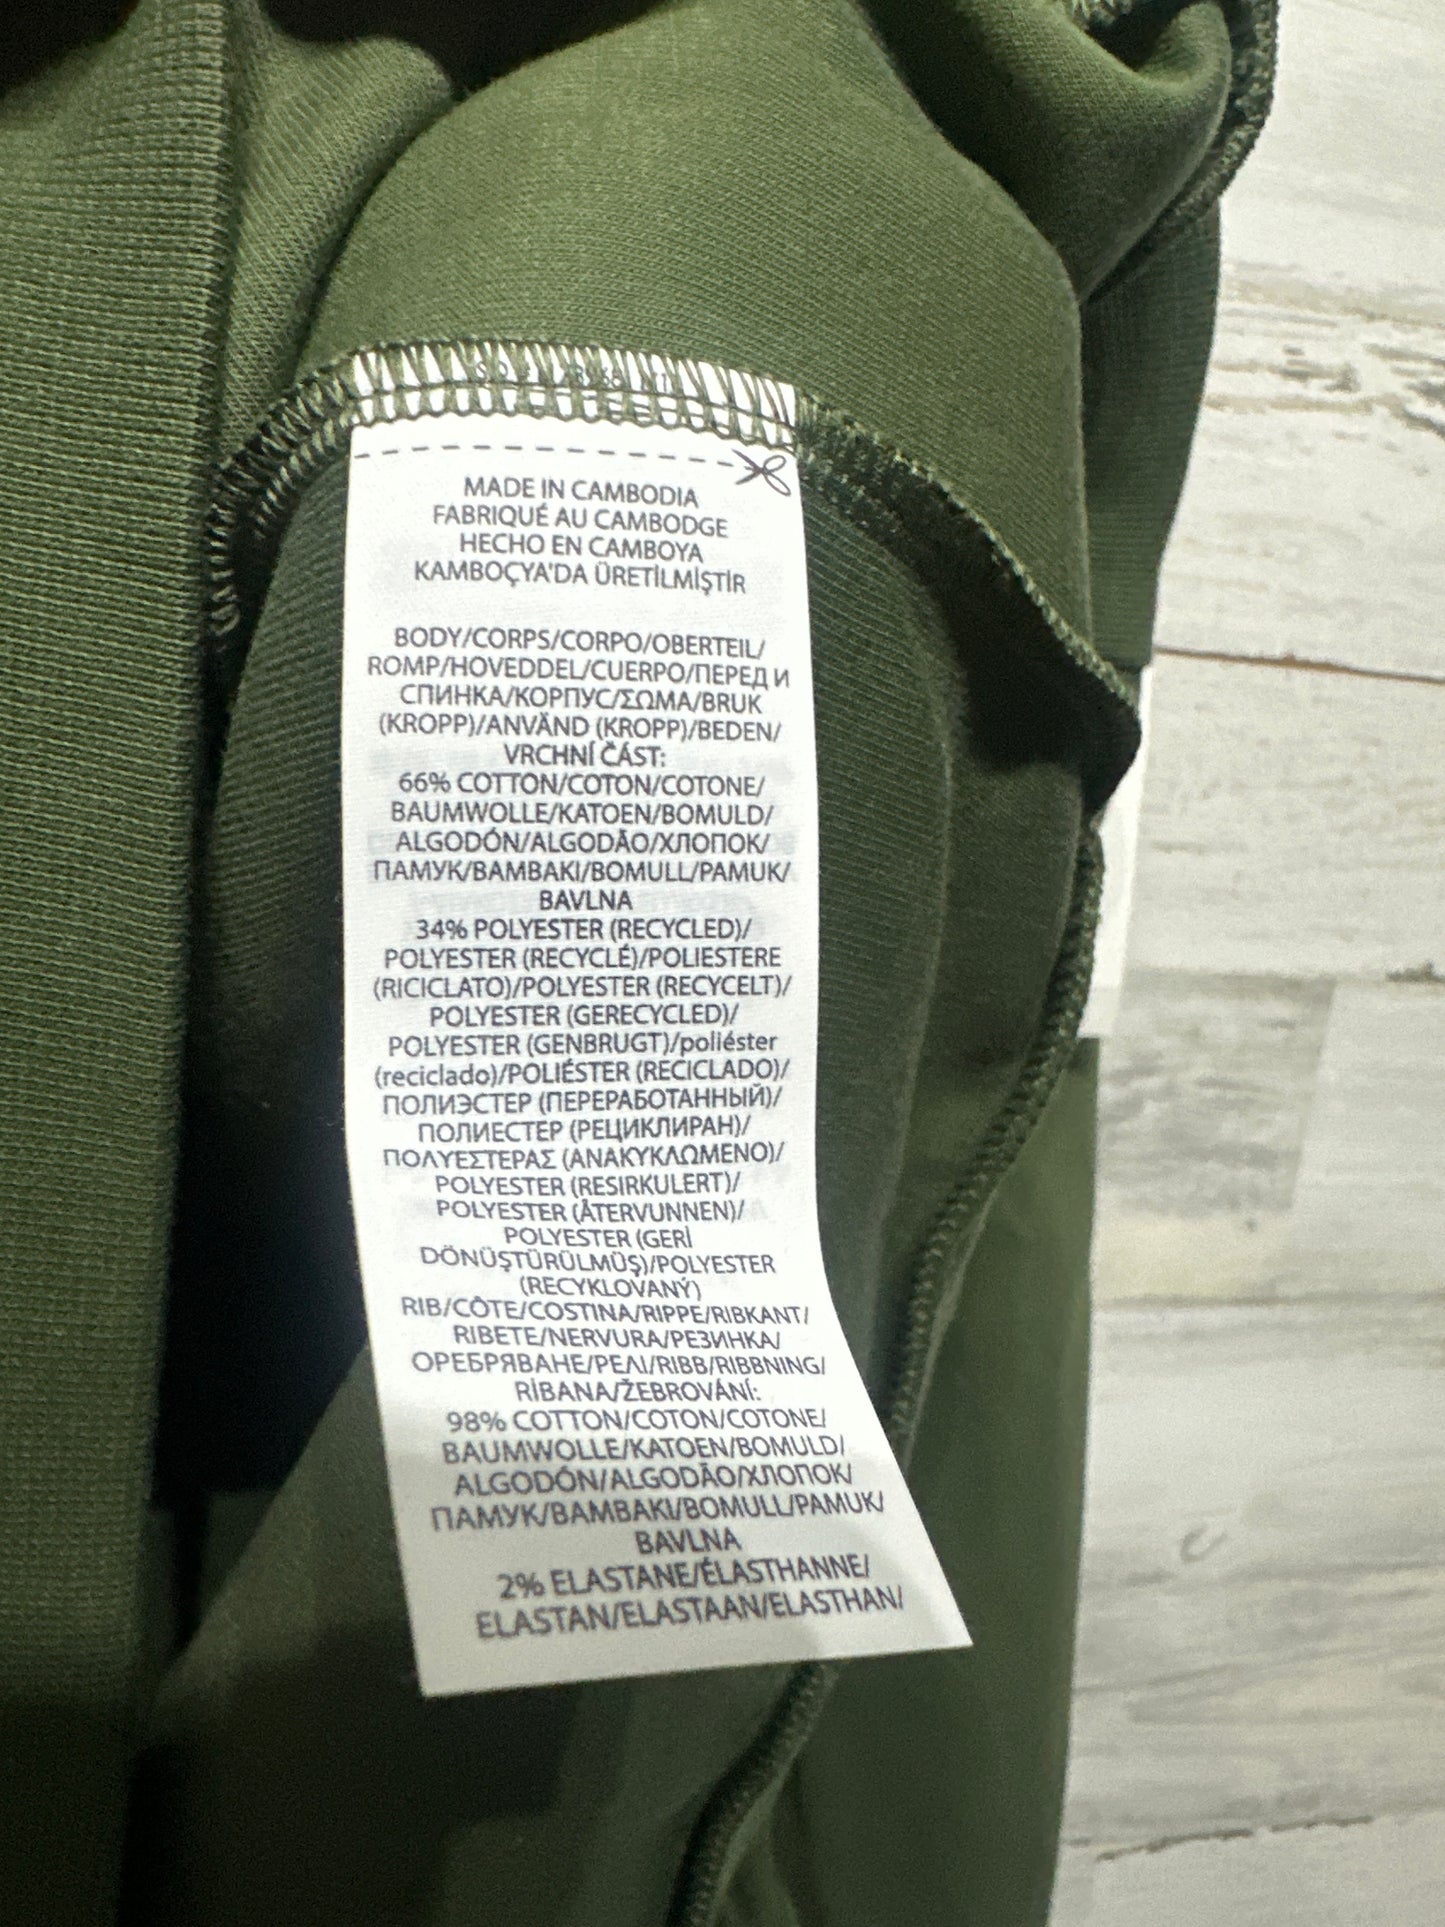 MADE IN CAMBODIA
FABRIQUÉ AU CAMBODGE
HECHO EN CAMBOYA
KAMBOÇYA'DA ÜRETİLMİŞTİR
BODY/CORPS/CORPO/OBERTEIL/
ROMP/HOVEDDEL/CUERPO/ПЕРЕД И
СПИНКА/КОРПУС/ΣΩΜΑ/BRUK
(KROPP)/ANVÄND (KROPP)/BEDEN/
VRCHNÍ ČÁST:
66% COTTON/COTON/COTONE/
BAUMWOLLE/KATOEN/BOMULD/
ALGODÓN/ALGODÃO/ХЛОПОК/
ПАМУК/ΒΑΜΒΑΚΙ/BOMULL/PAMUK/
BAVLNA
34% POLYESTER (RECYCLED)/
POLYESTER (RECYCLÉ)/POLIESTERE
(RICICLATO)/POLYESTER (RECYCELT)/
POLYESTER (GERECYCLED)/
POLYESTER (GENBRUGT)/poliéster
(reciclado)/POLIÉSTER (RECICLADO)/
ПОЛИЭСТЕР (ПЕРЕРАБОТАННЫЙ)/
ПОЛИЕСТЕР (РЕЦИКЛИРАН)/
ΠΟΛΥΕΣΤΕΡΑΣ (ΑΝΑΚΥΚΛΩΜΕΝΟ)/
POLYESTER (RESIRKULERT)/
POLYESTER (ÅTERVUNNEN)/
POLYESTER (GERİ
DÖNÜŞTÜRÜLMÜŞ)/POLYESTER
(RECYKLOVANÝ)
RIB/CÔTE/COSTINA/RIPPE/RIBKANT/
RIBETE/NERVURA/РЕЗИНКА/
ОРЕБРЯВАНЕ/ΡΕΛΙ/RIBB/RIBBNING/
RİBANA/ŽEBROVÁNÍ:
98% COTTON/COTON/COTONE/
BAUMWOLLE/KATOEN/BOMULD/
ALGODÓN/ALGODÃO/ХЛОПОК/
ПАМУК/ΒΑΜΒΑΚΙ/BOMULL/PAMUK/
BAVLNA
2% ELASTANE/ÉLASTHANNE/
ELASTAN/ELASTAAN/ELASTHAN/